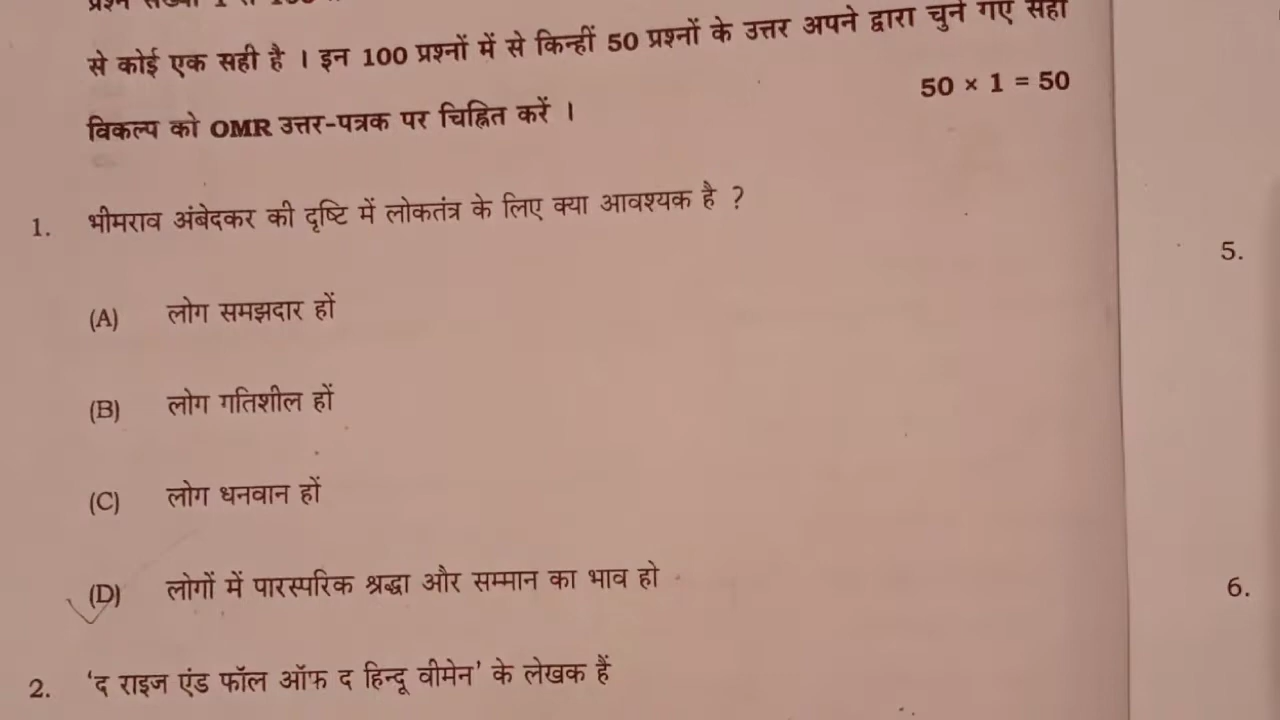 से कोई एक सही है । इन 100 प्रश्नों में से किन्हीं 50 प्रश्नों के उत्तर अपने द्वारा चुने गए सही
विकल्प को OMR उत्तर-पत्रक पर चिह्नित करें ।
50 × 1 = 50
1. भीमराव अंबेदकर की दृष्टि में लोकतंत्र के लिए क्या आवश्यक है ?
(A) लोग समझदार हों
(B) लोग गतिशील हों
(C) लोग धनवान हों
(D) लोगों में पारस्परिक श्रद्धा और सम्मान का भाव हो
2. ‘द राइज एंड फॉल ऑफ द हिन्दू वीमेन’ के लेखक हैं
5.
6.